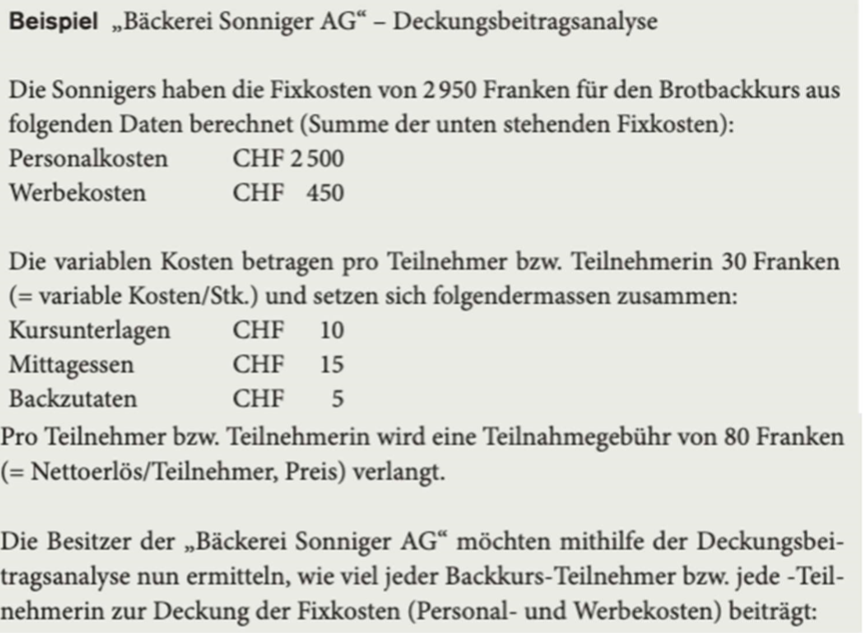 Beispiel „Bäckerei Sonniger AG“ – Deckungsbeitragsanalyse
Die Sonnigers haben die Fixkosten von 2 950 Franken für den Brotbackkurs aus
folgenden Daten berechnet (Summe der unten stehenden Fixkosten):
Personalkosten CHF 2 500
Werbekosten CHF 450
Die variablen Kosten betragen pro Teilnehmer bzw. Teilnehmerin 30 Franken
(= variable Kosten/Stk.) und setzen sich folgendermassen zusammen:
Kursunterlagen CHF 10
Mittagessen CHF 15
Backzutaten CHF 5
Pro Teilnehmer bzw. Teilnehmerin wird eine Teilnahmegebühr von 80 Franken
(= Nettoerlös/Teilnehmer, Preis) verlangt.
Die Besitzer der „Bäckerei Sonniger AG“ möchten mithilfe der Deckungsbei-
tragsanalyse nun ermitteln, wie viel jeder Backkurs-Teilnehmer bzw. jede -Teil-
nehmerin zur Deckung der Fixkosten (Personal- und Werbekosten) beiträgt: